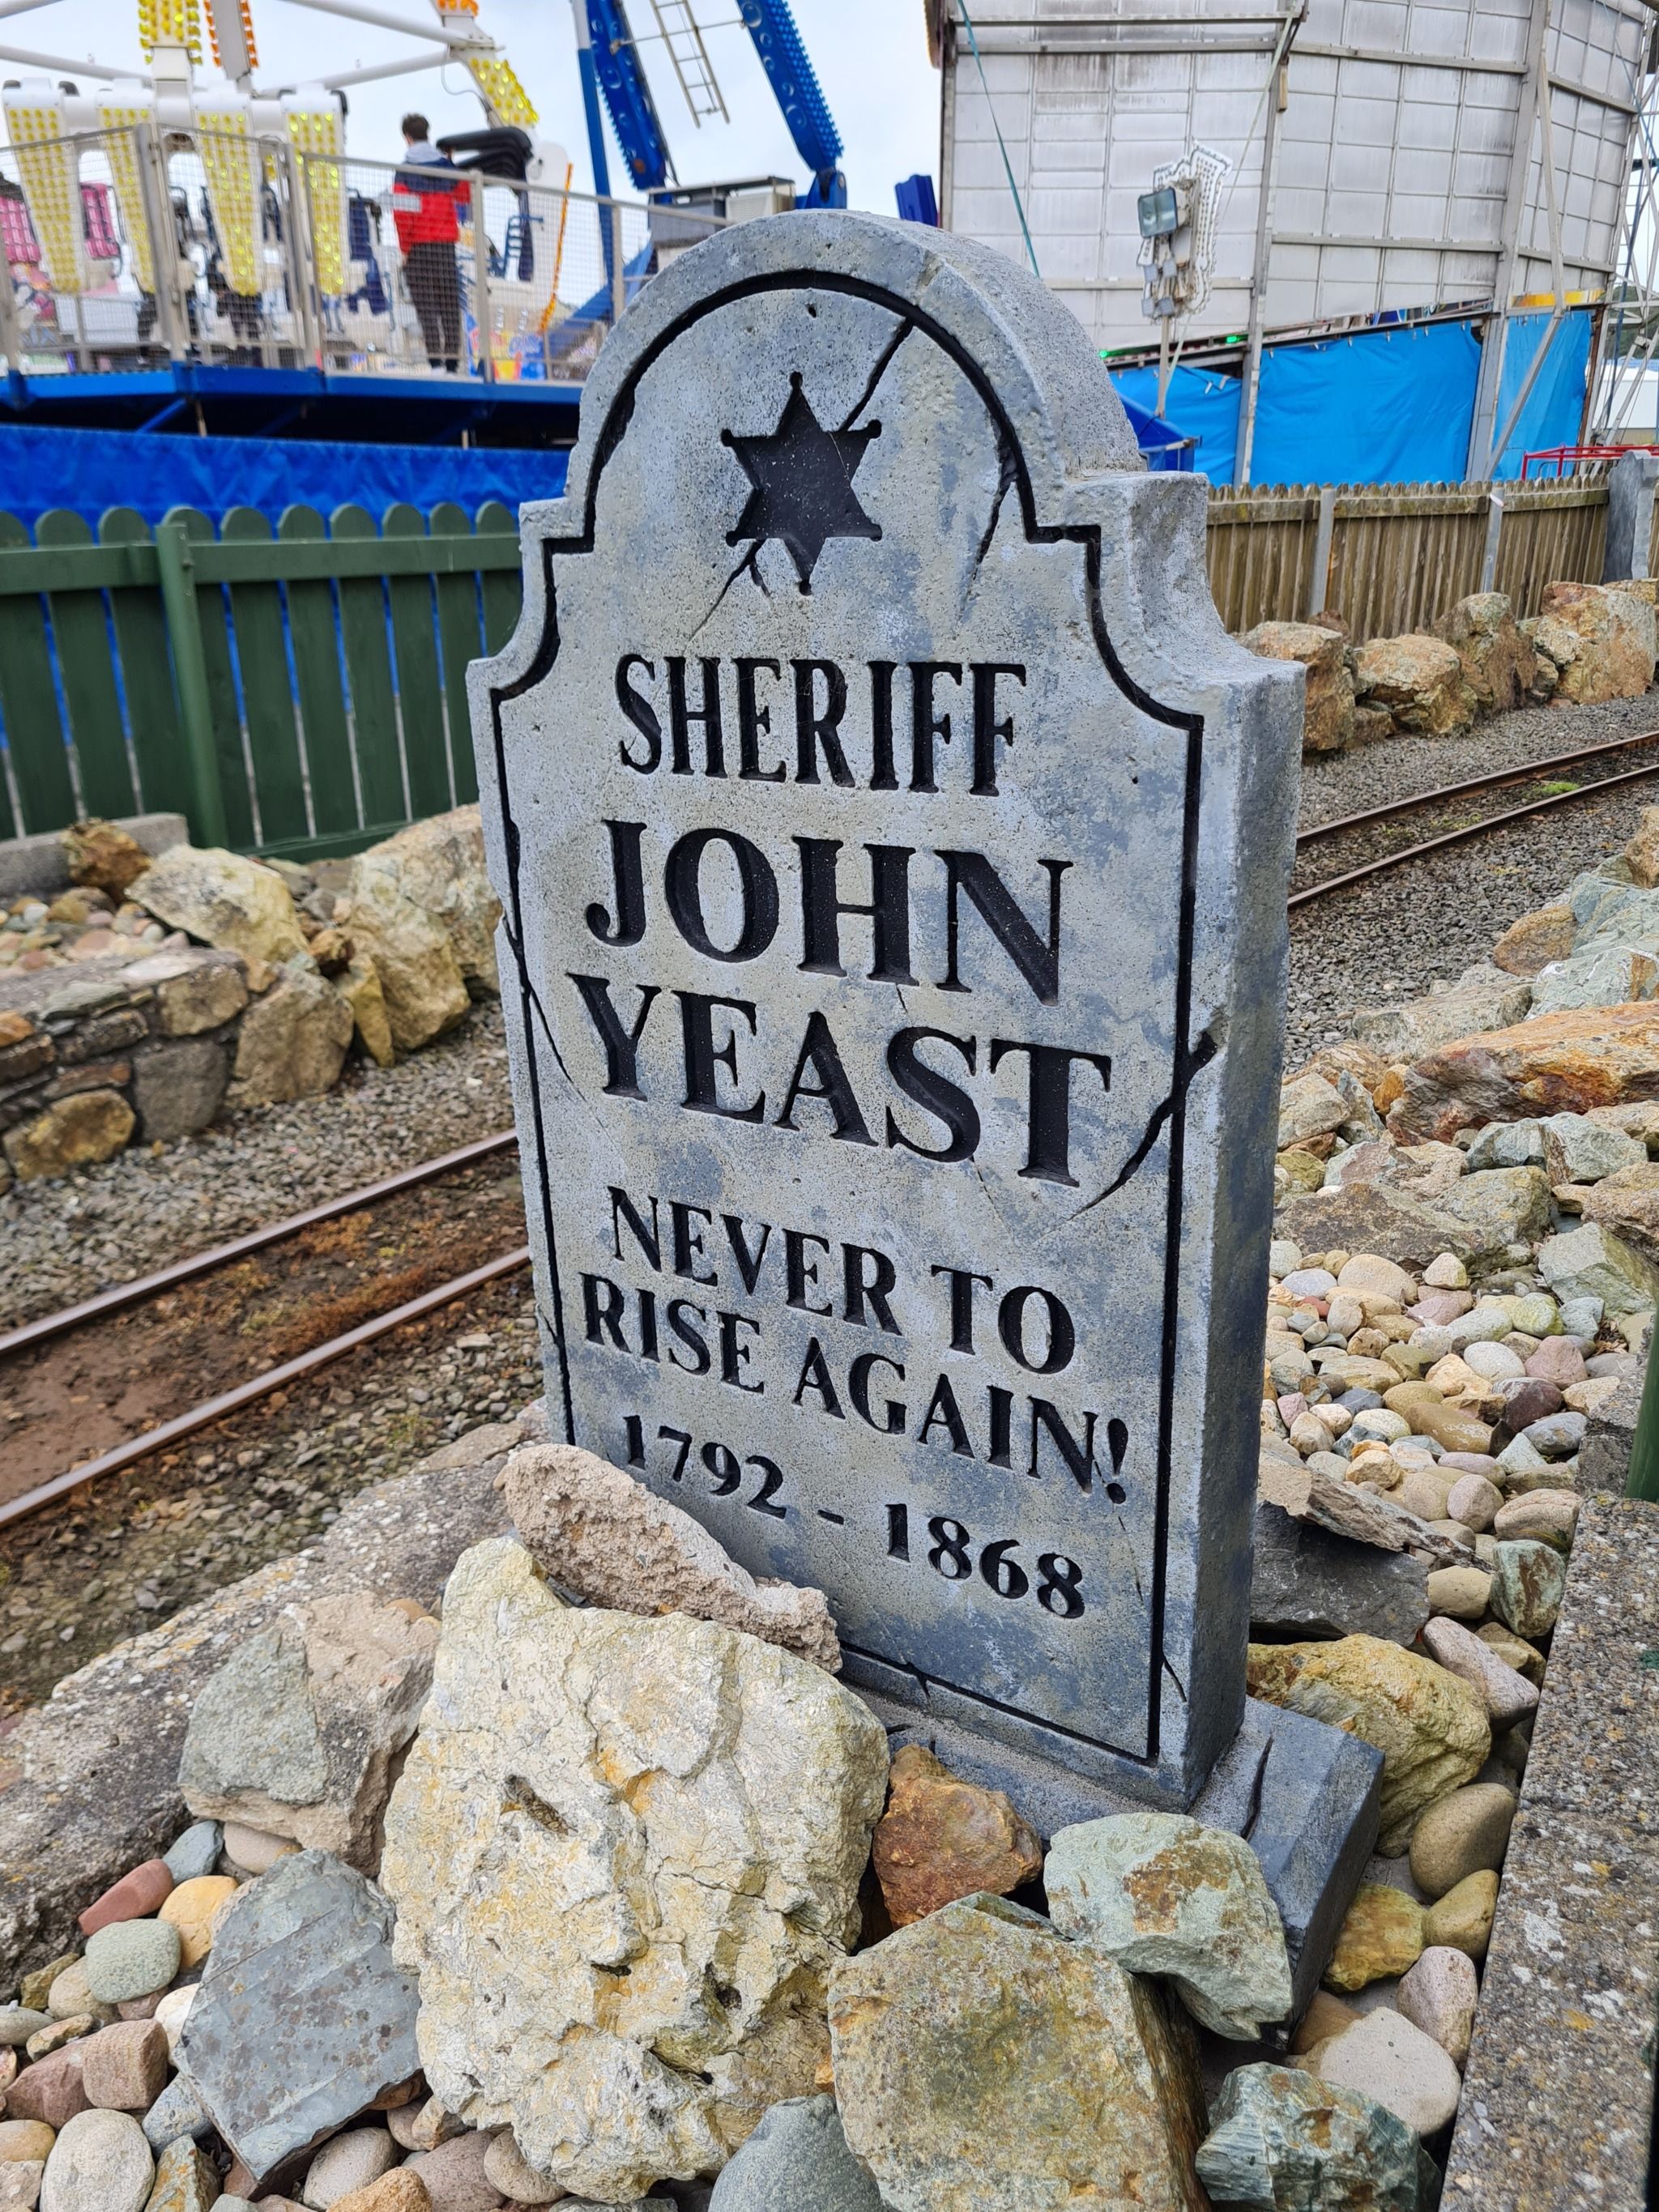 SHERIFF
JOHN
YEAST
NEVER TO
RISE AGAIN!
1792 - 1868